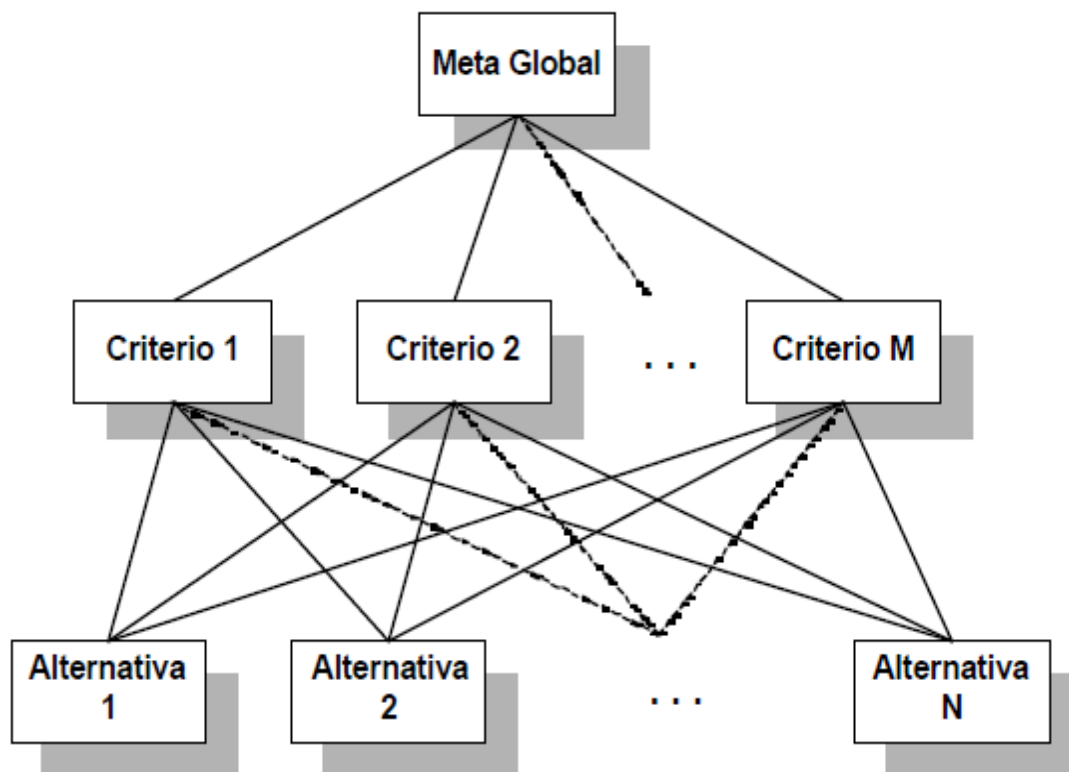 Meta Global
Criterio 1
Criterio 2
. . .
Criterio M
Alternativa
1
Alternativa
2
. . .
Alternativa
N